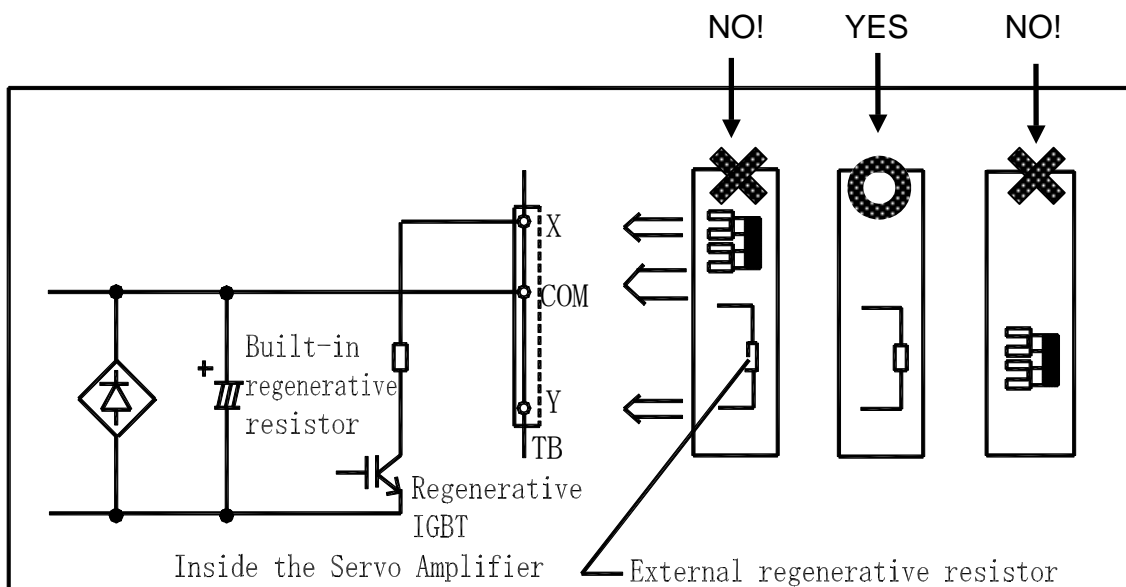 NO! YES NO!
X
COM
Built-in
regenerative
resistor
+
Y
TB
Regenerative
IGBT
Inside the Servo Amplifier
External regenerative resistor